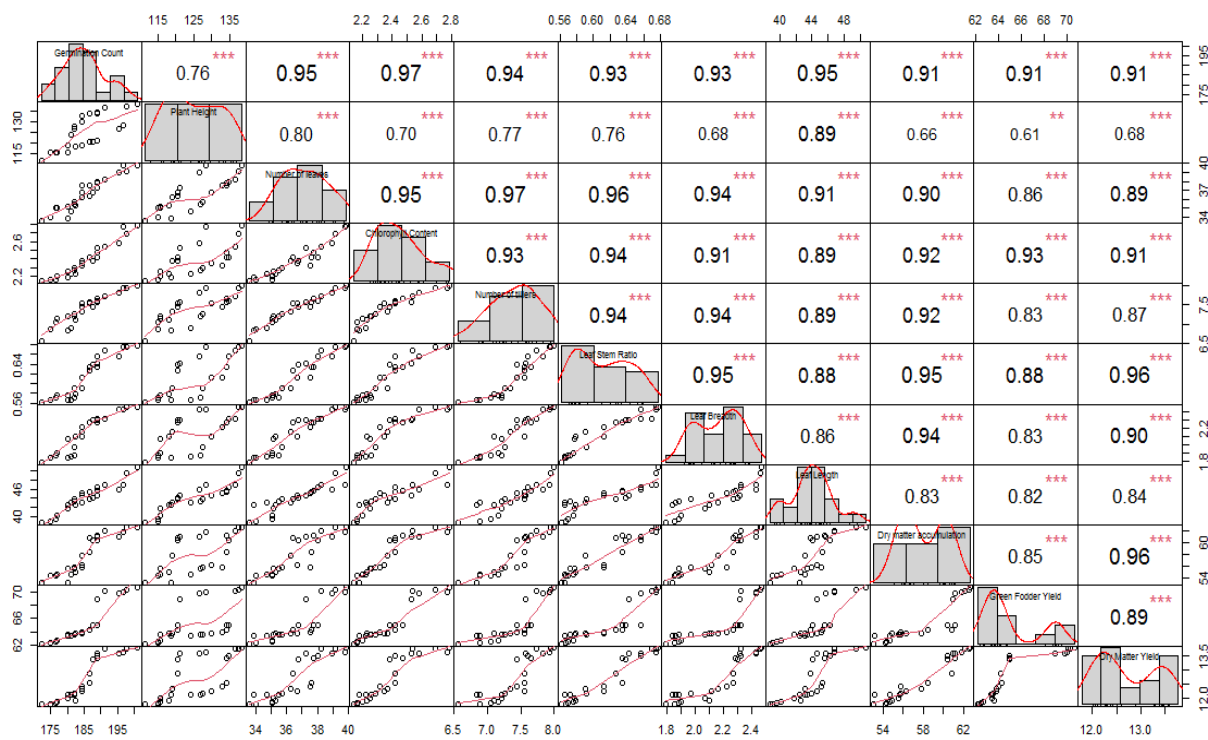 115 125 135 2.2 2.4 2.6 2.8 0.56 0.60 0.64 0.68 40 44 48 62 64 66 68 70
Germination Count 0.76 *** 0.95 *** 0.97 *** 0.94 *** 0.93 *** 0.93 *** 0.95 *** 0.91 *** 0.91 *** 0.91 *** 175 195
115 130 Plant Height 0.80 *** 0.70 *** 0.77 *** 0.76 *** 0.68 *** 0.89 *** 0.66 *** 0.61 ** 0.68 ***
Number of leaves 0.95 *** 0.97 *** 0.96 *** 0.94 *** 0.91 *** 0.90 *** 0.86 *** 0.89 *** 34 37 40
2.2 2.6 Chlorophyll Content 0.93 *** 0.94 *** 0.91 *** 0.89 *** 0.92 *** 0.93 *** 0.91 ***
Number of tillers 0.94 *** 0.94 *** 0.89 *** 0.92 *** 0.83 *** 0.87 *** 6.5 7.5
0.56 0.64 Leaf Stem Ratio 0.95 *** 0.88 *** 0.95 *** 0.88 *** 0.96 ***
Leaf Breadth 0.86 *** 0.94 *** 0.83 *** 0.90 *** 1.8 2.2
40 46 Leaf Length 0.83 *** 0.82 *** 0.84 ***
Dry matter accumulation 0.85 *** 0.96 *** 54 60
62 66 70 Green Fodder Yield 0.89 ***
Dry Matter Yield 12.0 13.5
175 185 195 34 36 38 40 6.5 7.0 7.5 8.0 1.8 2.0 2.2 2.4 54 58 62 12.0 13.0